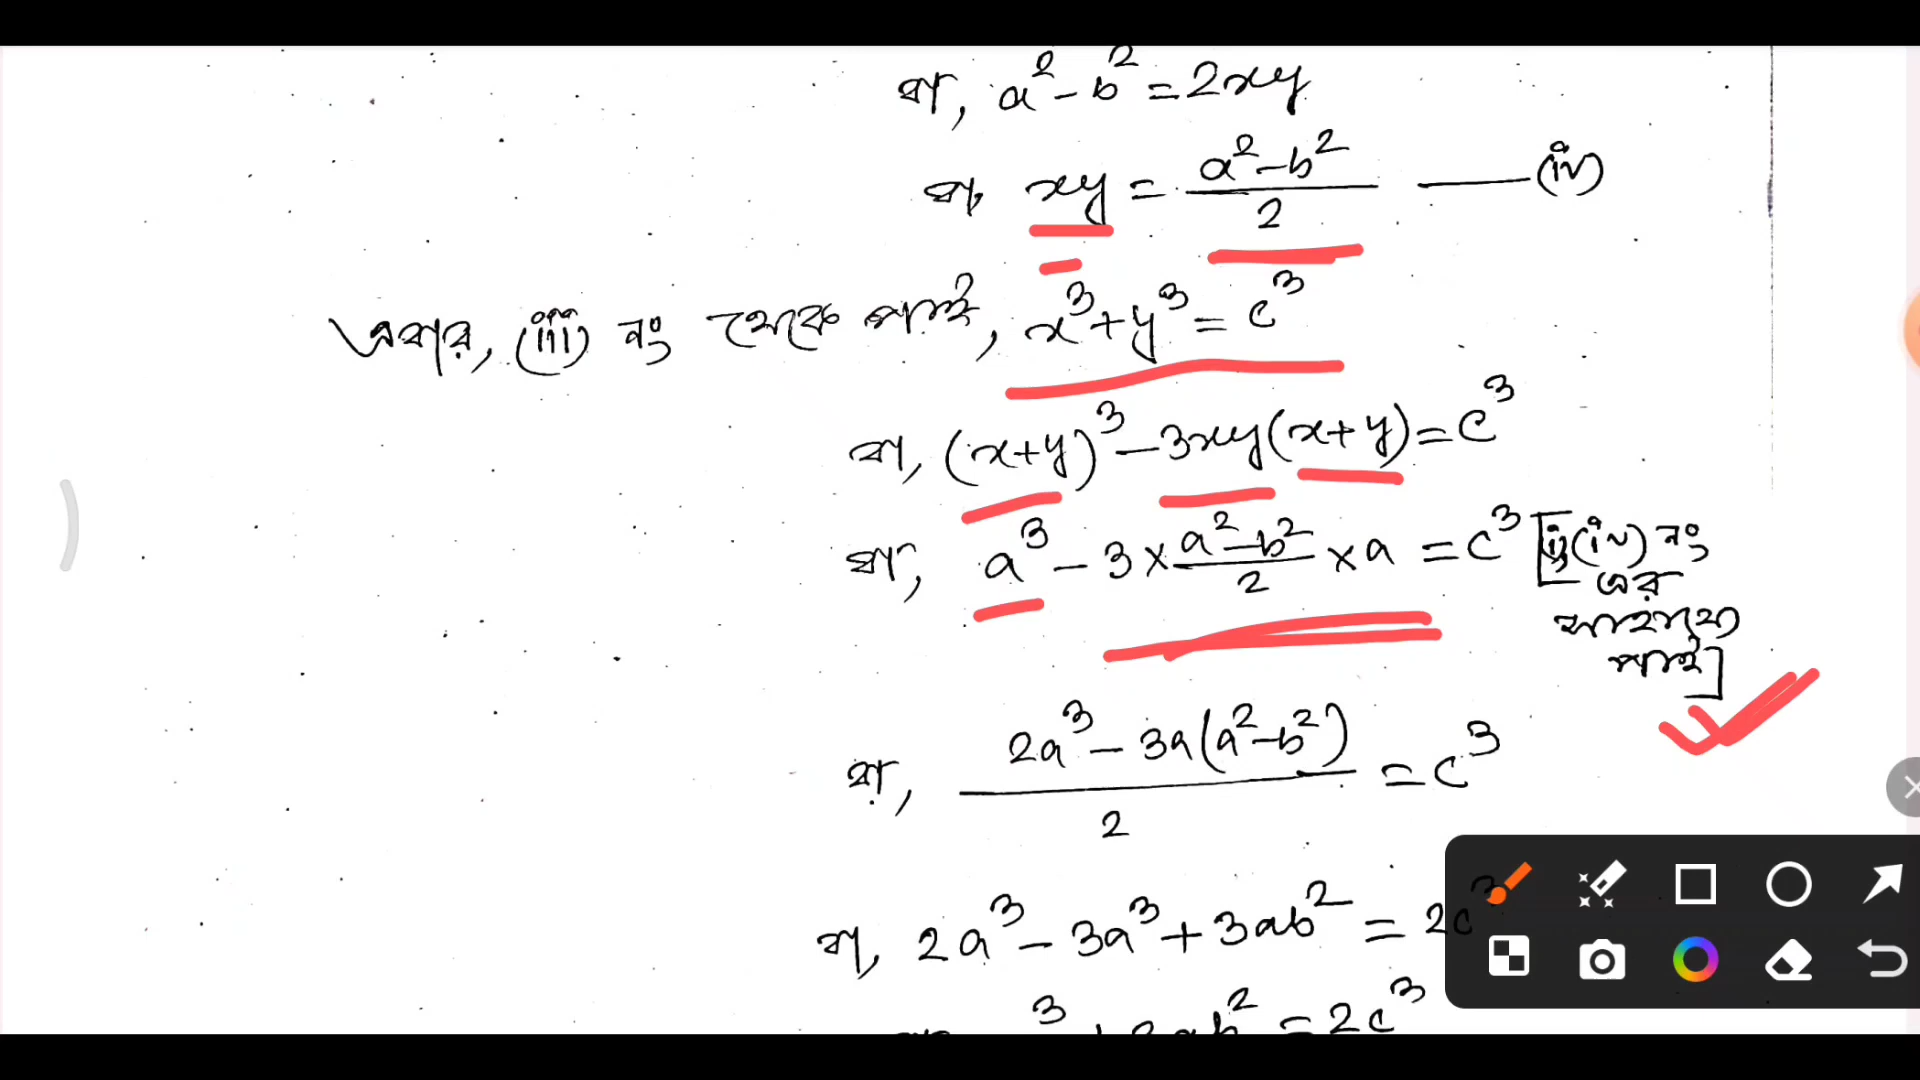 বা, a² - b² = 2xy
বা, xy = (a² - b²)/2 —— (iv)
এবার, (iii) নং থেকে পাই, x³ + y³ = c³
বা, (x+y)³ - 3xy(x+y) = c³
বা, a³ - 3 × (a² - b²)/2 × a = c³ [(iv) নং
এর
সাহায্যে
পাই]
বা, (2a³ - 3a(a² - b²))/2 = c³
বা, 2a³ - 3a³ + 3ab² = 2c³
= 2c³